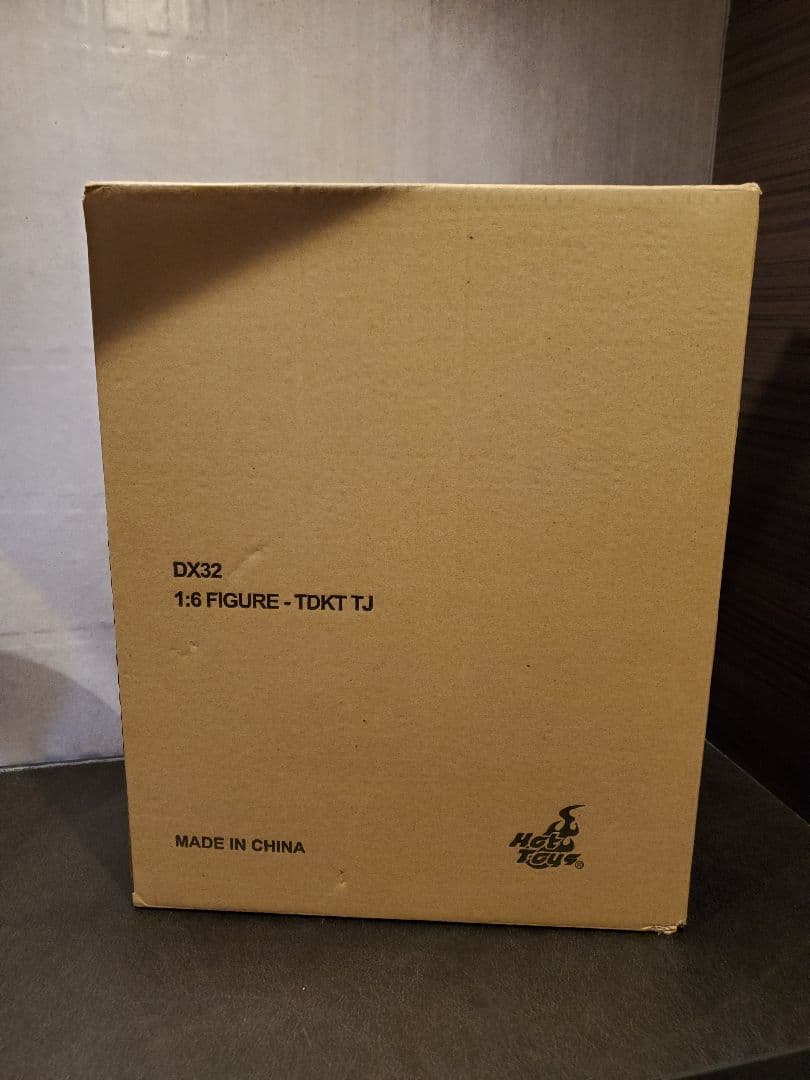 DX32
1:6 FIGURE - TDKT TJ
MADE IN CHINA
Hot
Toys®